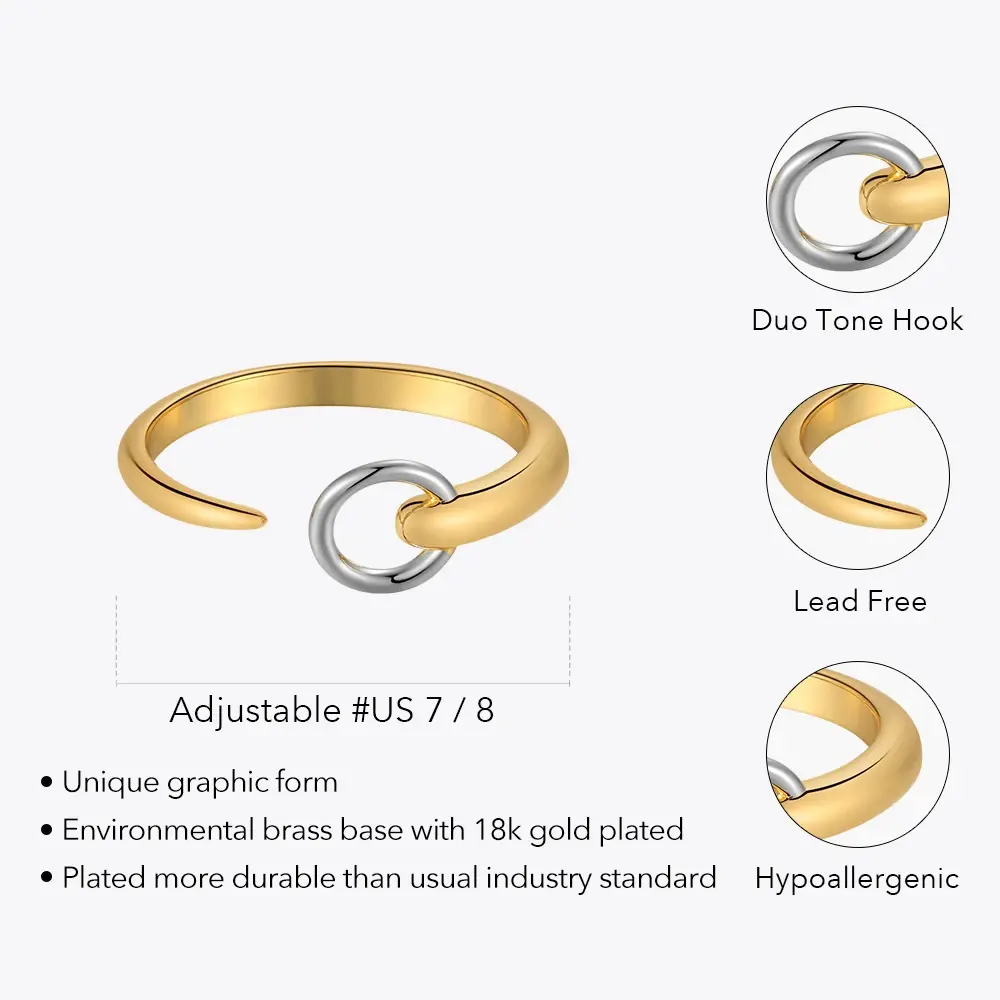 Duo Tone Hook
Lead Free
Adjustable #US 7 / 8
• Unique graphic form
• Environmental brass base with 18k gold plated
• Plated more durable than usual industry standard
Hypoallergenic